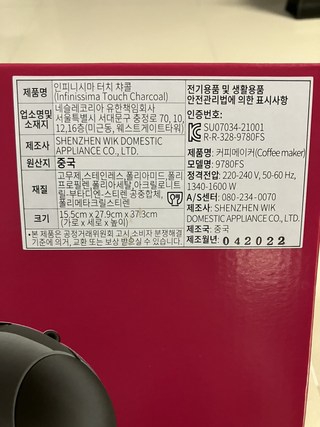 제품명 인피니시마 터치 챠콜
(Infinissima Touch Charcoal)
업소명및 소재지 네슬레코리아 유한책임회사
서울특별시 서대문구 충정로 70, 10,
12,16층(미근동, 웨스트게이트타워)
제조사 SHENZHEN WIK DOMESTIC
APPLIANCE CO., LTD.
원산지 중국
재질 고무제, 스테인레스, 폴리아미드, 폴리
프로필렌, 폴리아세탈, 아크릴로니트
릴-부타디엔-스티렌 공중합체,
폴리메타크릴스티렌
크기 15.5cm x 27.9cm x 37.3cm
(가로 x 세로 x 높이)
•본 제품은 공정거래위원회 고시, 소비자 분쟁해결
기준에 의거, 교환 또는 보상 받으실 수 있습니다.
전기용품 및 생활용품
안전관리법에 의한 표시사항
인증번호:
SU07034-21001
R-R-328-9780FS
제품명: 커피메이커(Coffee maker)
모델명: 9780FS
정격전압: 220-240 V, 50-60 Hz,
1340-1600 W
A/S센터: 080-234-0070
제조사: SHENZHEN WIK
DOMESTIC APPLIANCE CO., LTD.
제조국: 중국
제조년월: 042022